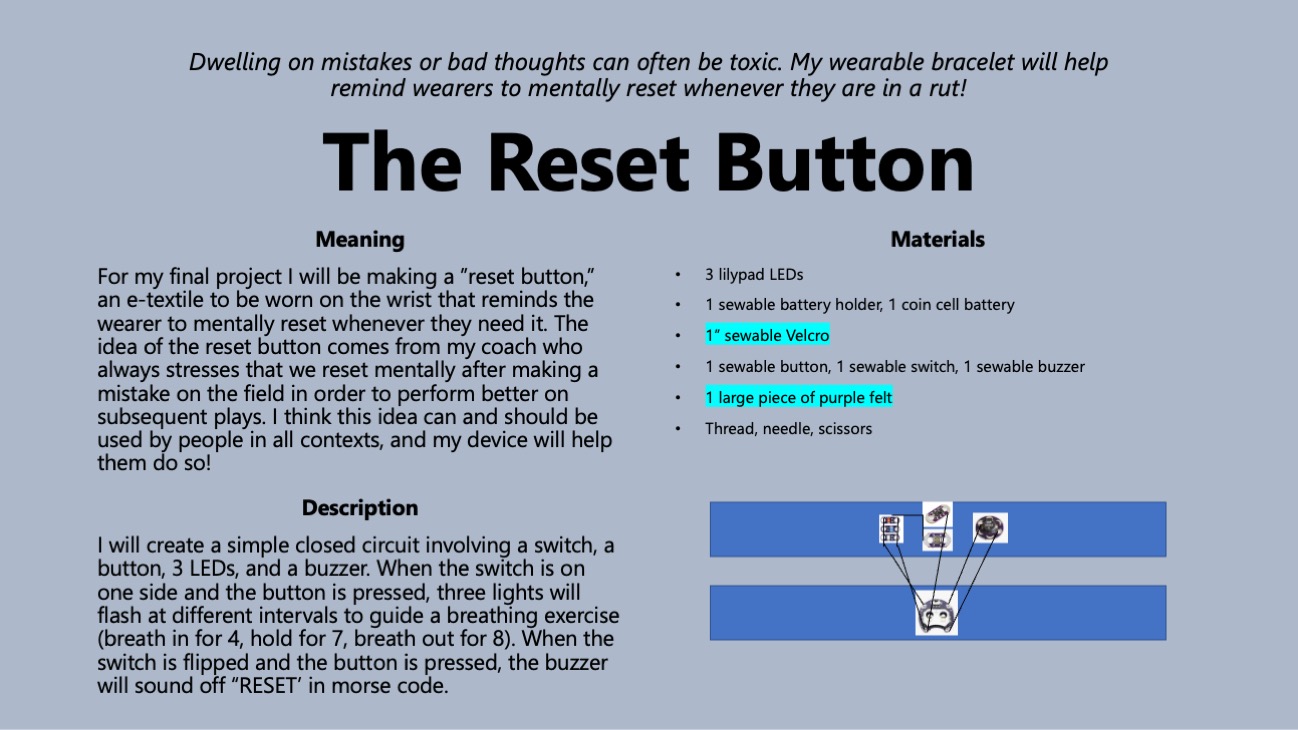 Dwelling on mistakes or bad thoughts can often be toxic. My wearable bracelet will help
remind wearers to mentally reset whenever they are in a rut!
The Reset Button
Meaning
For my final project I will be making a “reset button,”
an e-textile to be worn on the wrist that reminds the
wearer to mentally reset whenever they need it. The
idea of the reset button comes from my coach who
always stresses that we reset mentally after making a
mistake on the field in order to perform better on
subsequent plays. I think this idea can and should be
used by people in all contexts, and my device will help
them do so!
Description
I will create a simple closed circuit involving a switch, a
button, 3 LEDs, and a buzzer. When the switch is on
one side and the button is pressed, three lights will
flash at different intervals to guide a breathing exercise
(breath in for 4, hold for 7, breath out for 8). When the
switch is flipped and the button is pressed, the buzzer
will sound off “RESET’ in morse code.
Materials
• 3 lilypad LEDs
• 1 sewable battery holder, 1 coin cell battery
• 1” sewable Velcro
• 1 sewable button, 1 sewable switch, 1 sewable buzzer
• 1 large piece of purple felt
• Thread, needle, scissors